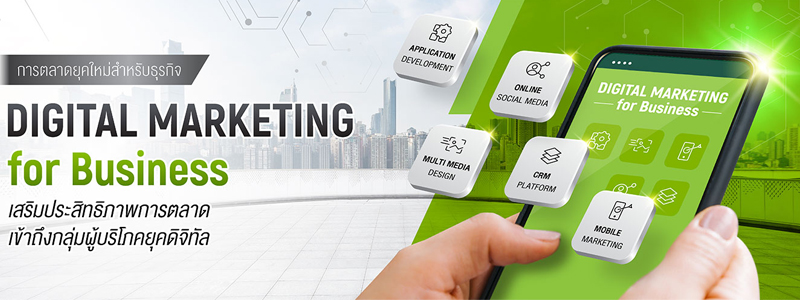 การตลาดยุคใหม่สำหรับธุรกิจ
DIGITAL MARKETING
for Business
เสริมประสิทธิภาพการตลาด
เข้าถึงกลุ่มผู้บริโภคยุคดิจิทัล
APPLICATION
DEVELOPMENT
ONLINE
SOCIAL MEDIA
MULTI MEDIA
DESIGN
CRM
PLATFORM
MOBILE
MARKETING
DIGITAL MARKETING
for Business